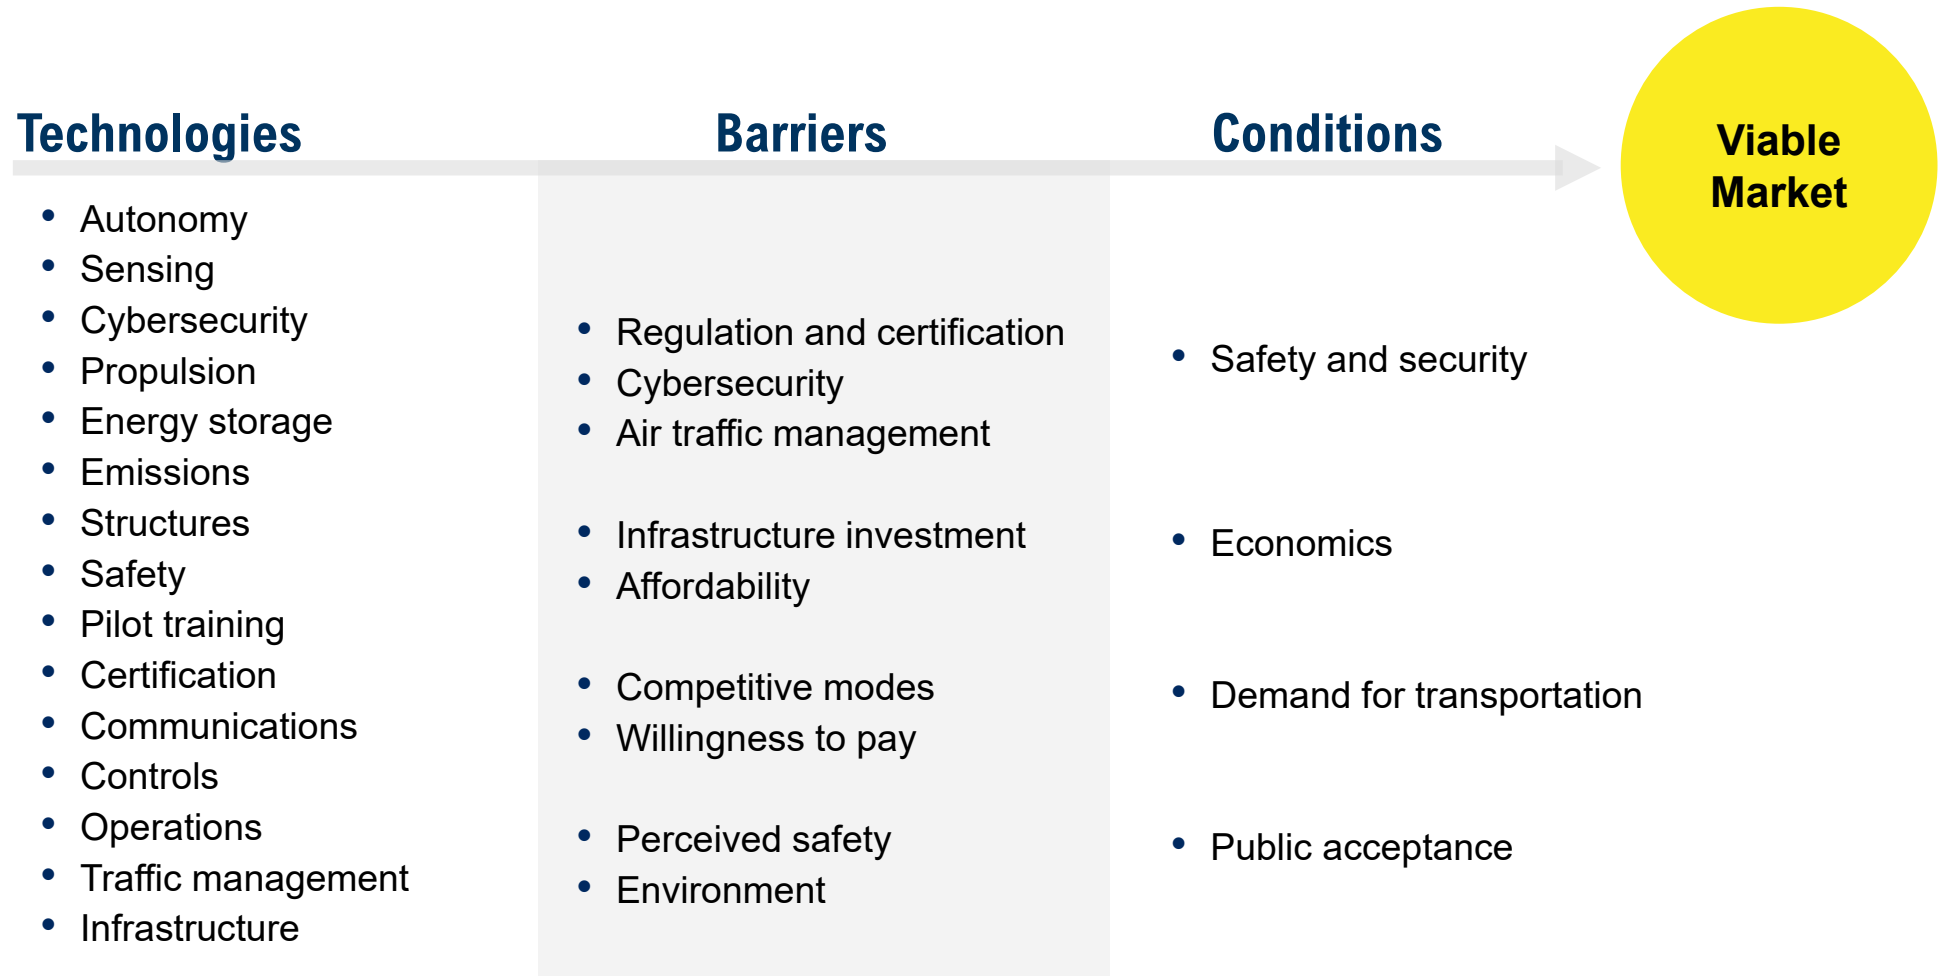 Technologies
Barriers
Conditions
Viable
Market
• Autonomy
• Sensing
• Cybersecurity
• Propulsion
• Energy storage
• Emissions
• Structures
• Safety
• Pilot training
• Certification
• Communications
• Controls
• Operations
• Traffic management
• Infrastructure
• Regulation and certification
• Cybersecurity
• Air traffic management
• Infrastructure investment
• Affordability
• Competitive modes
• Willingness to pay
• Perceived safety
• Environment
• Safety and security
• Economics
• Demand for transportation
• Public acceptance